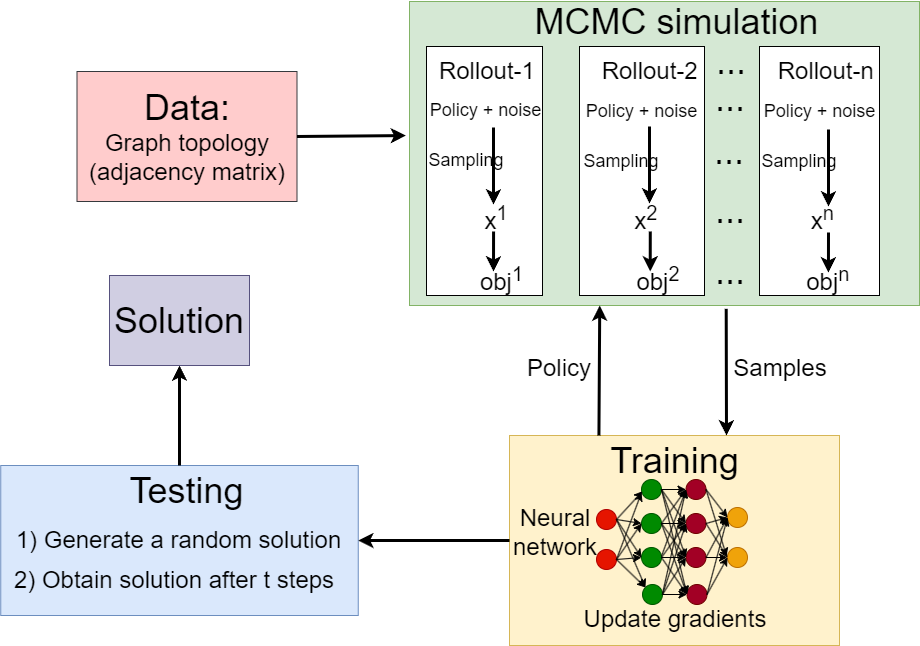 MCMC simulation
Rollout-1
Policy + noise
Sampling
x^1
obj^1
Rollout-2
Policy + noise
Sampling
x^2
obj^2
...
...
...
...
...
Rollout-n
Policy + noise
Sampling
x^n
obj^n
Data:
Graph topology
(adjacency matrix)
Solution
Policy
Samples
Training
Neural
network
Update gradients
Testing
1) Generate a random solution
2) Obtain solution after t steps